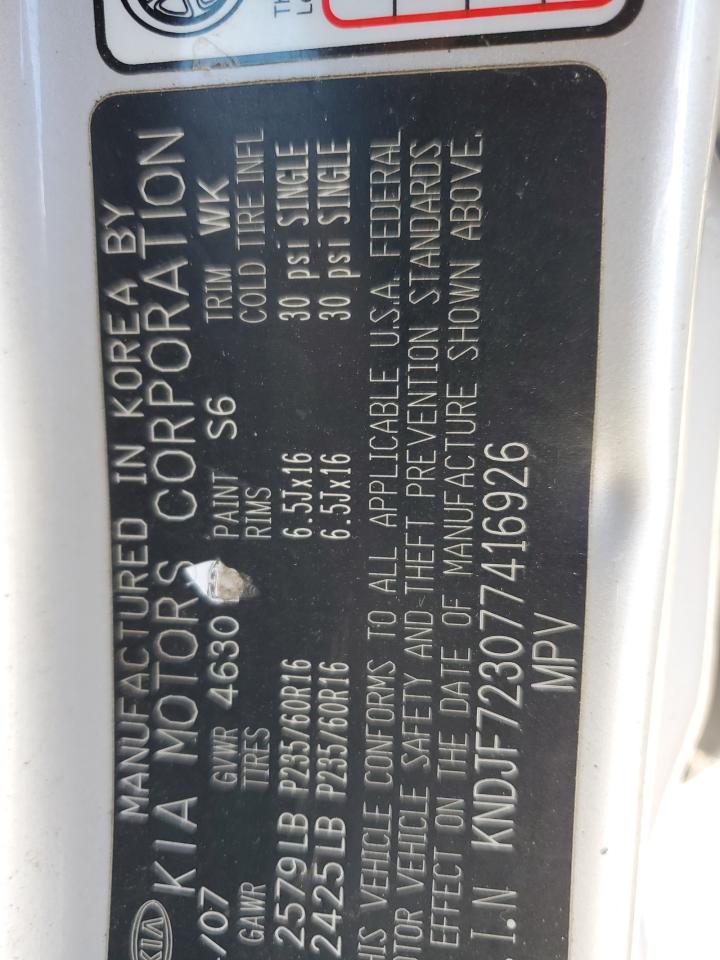 MANUFACTURED IN KOREA BY
KIA KIA MOTORS CORPORATION
/07 GVWR 4630 PAINT S6 TRIM WK
GAWR TIRES RIMS COLD TIRE INFL
2579LB P235/60R16 6.5Jx16 30 psi SINGLE
2425LB P235/60R16 6.5Jx16 30 psi SINGLE
HIS VEHICLE CONFORMS TO ALL APPLICABLE U.S.A. FEDERAL
OTOR VEHICLE SAFETY AND THEFT PREVENTION STANDARDS
EFFECT ON THE DATE OF MANUFACTURE SHOWN ABOVE.
.I.N KNDJF723077416926
MPV